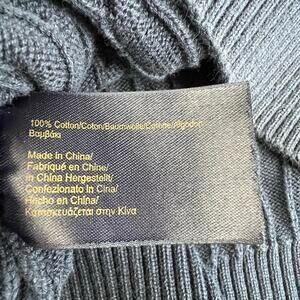 100% Cotton/Coton/Baumwolle/Cotone/Algodon
Βαμβάκι
Made in China/
Fabriqué en Chine/
in China Hergestellt/
Confezionato in Cina/
Hecho en China/
Κατασκευάζεται στην Κίνα